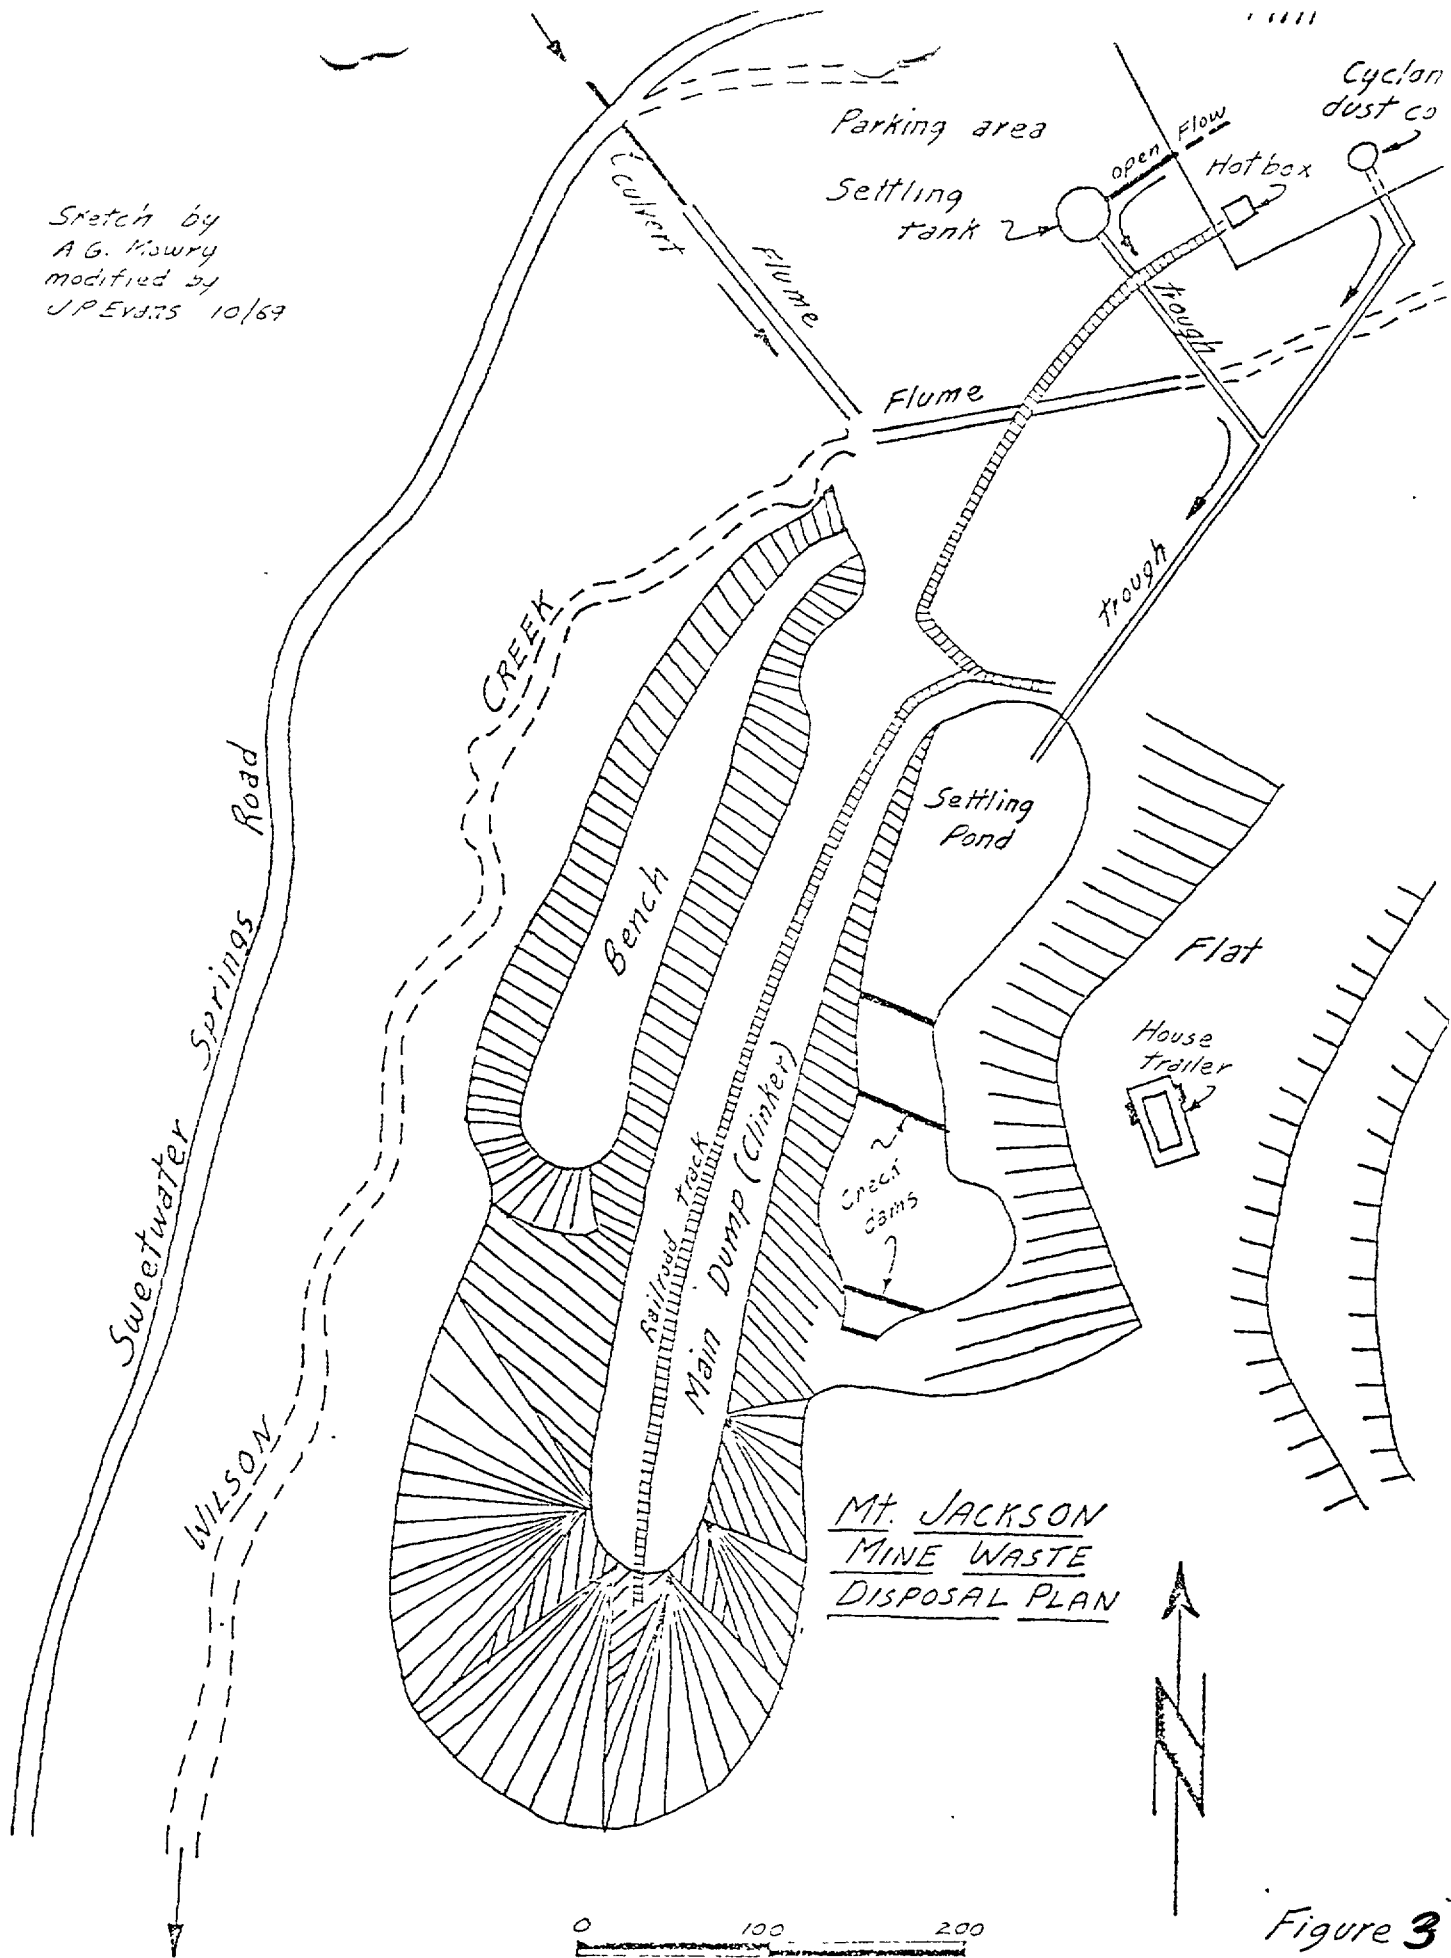 Cyclon
dust co
Parking area
open Flow
Hot box
Settling
tank
Sketch by
A G. Mowry
modified by
J P Evans 10/69
Culvert
Flume
trough
Flume
trough
CREEK
Road
Settling
Pond
Bench
Flat
Springs
House
trailer
Check
dams
Railroad track
Main Dump (Clinker)
Sweetwater
WILSON
Mt. JACKSON
MINE WASTE
DISPOSAL PLAN
N
0 100 200
Figure 3